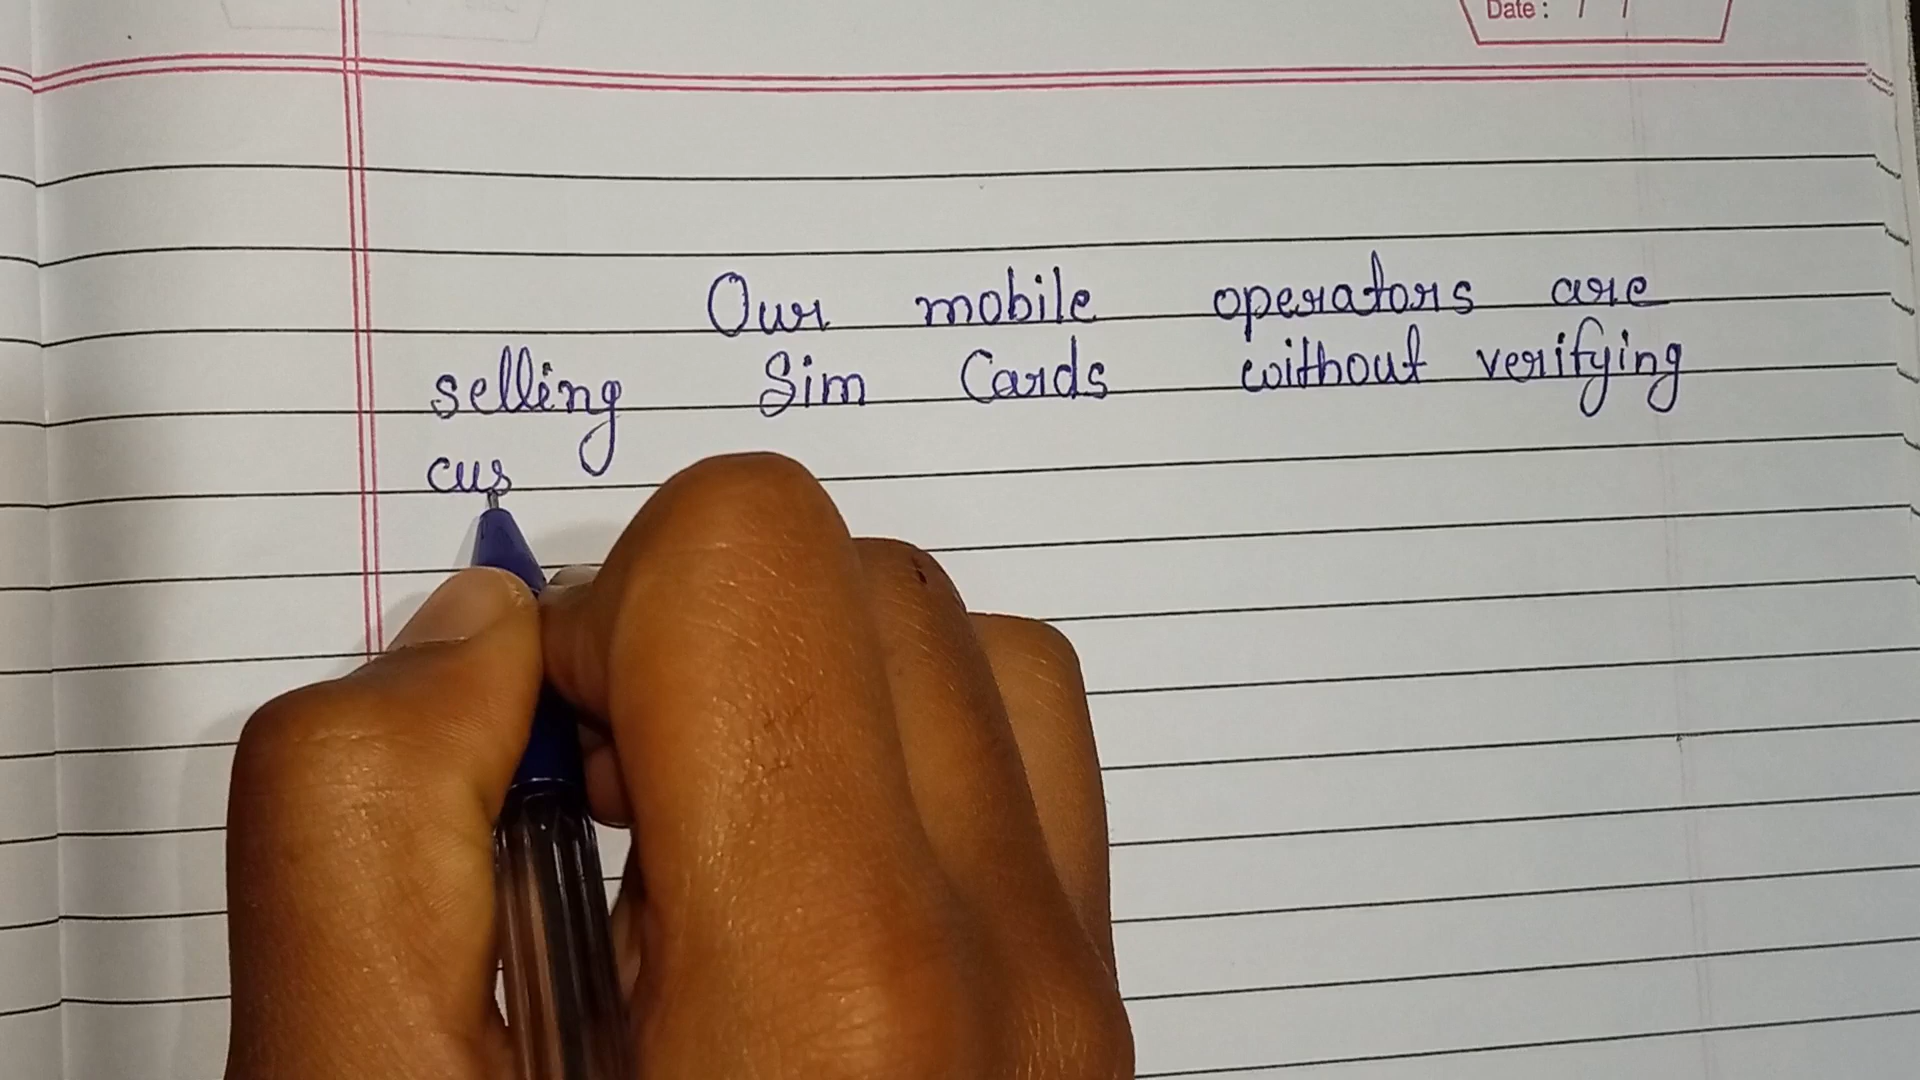 Date : / /
Our mobile operators are
selling Sim Cards without verifying
cus